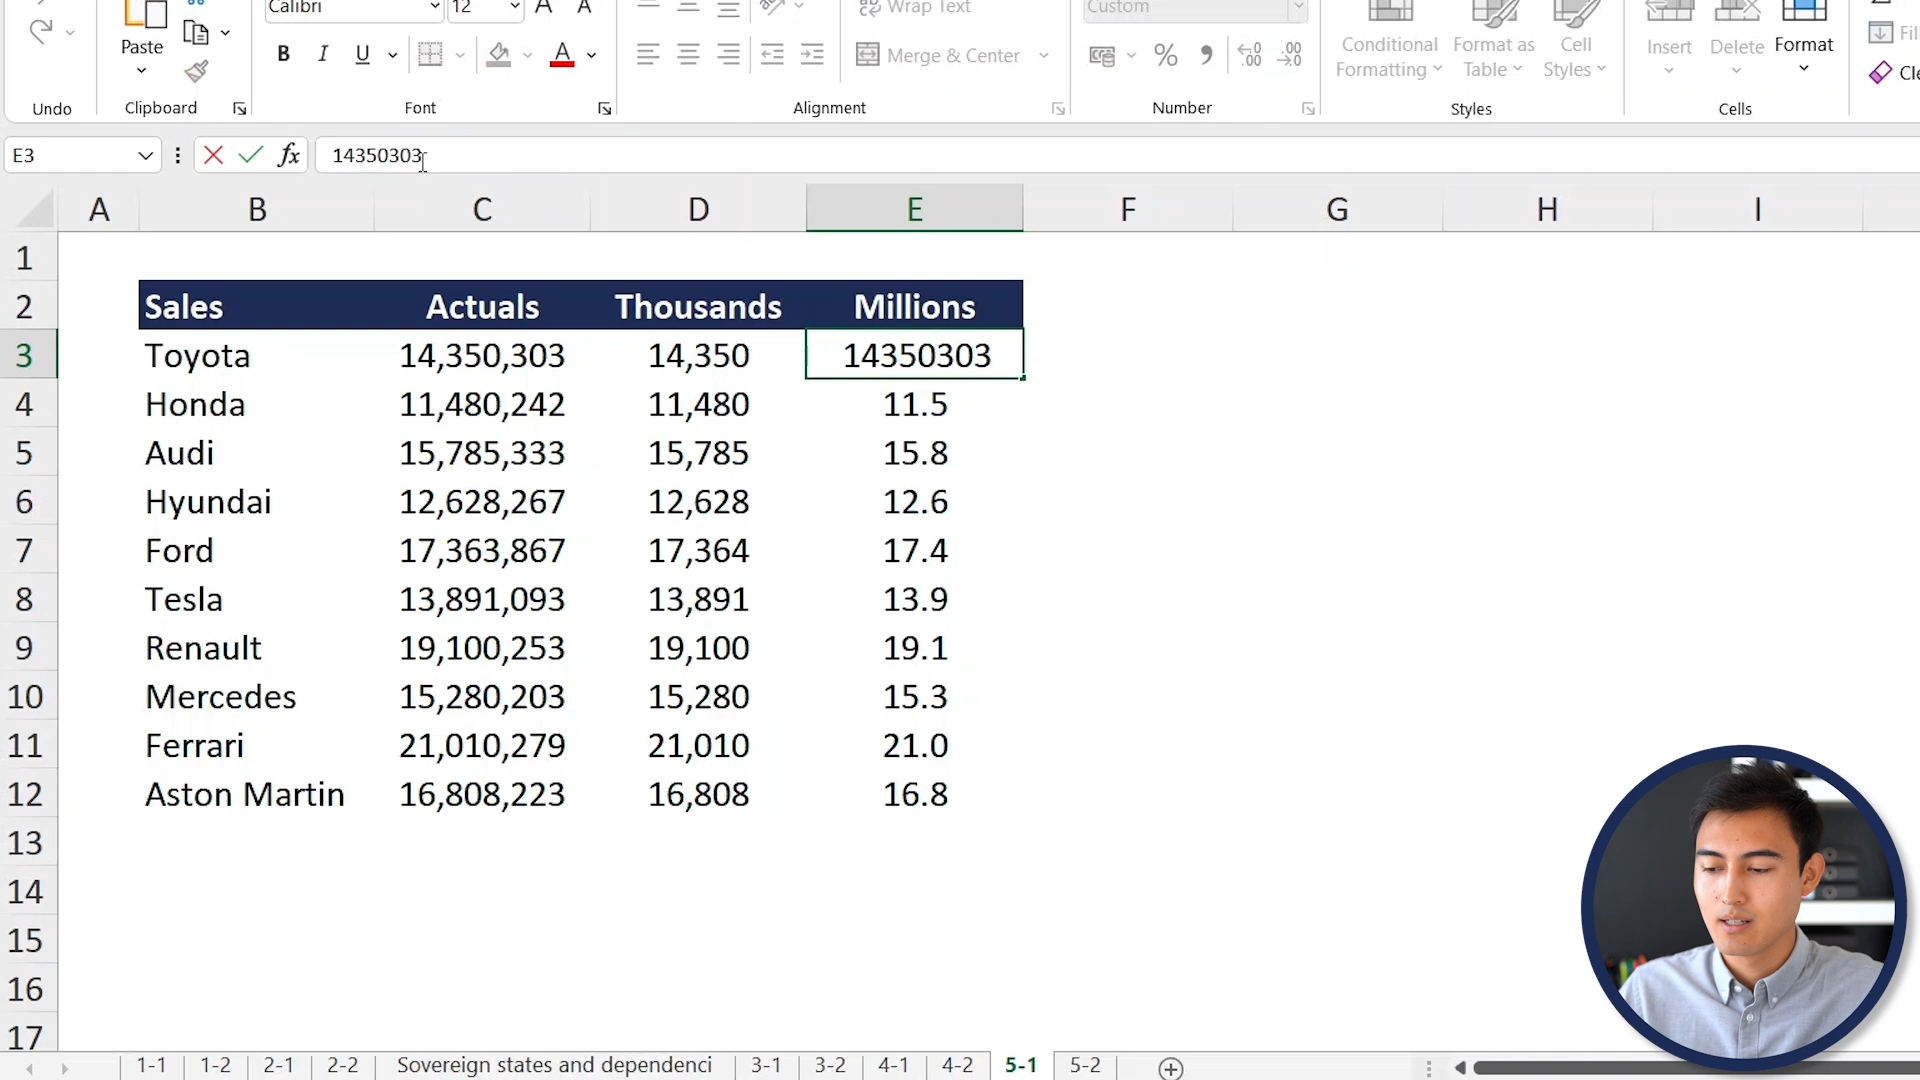 Calibri 12 Wrap Text Custom
Paste B I U Merge & Center % Conditional Formatting Format as Table Cell Styles Insert Delete Format
Undo Clipboard Font Alignment Number Styles Cells
E3 fx 14350303
A B C D E F G H I
1
2 Sales Actuals Thousands Millions
3 Toyota 14,350,303 14,350 14350303
4 Honda 11,480,242 11,480 11.5
5 Audi 15,785,333 15,785 15.8
6 Hyundai 12,628,267 12,628 12.6
7 Ford 17,363,867 17,364 17.4
8 Tesla 13,891,093 13,891 13.9
9 Renault 19,100,253 19,100 19.1
10 Mercedes 15,280,203 15,280 15.3
11 Ferrari 21,010,279 21,010 21.0
12 Aston Martin 16,808,223 16,808 16.8
13
14
15
16
17
1-1 1-2 2-1 2-2 Sovereign states and dependenci 3-1 3-2 4-1 4-2 5-1 5-2